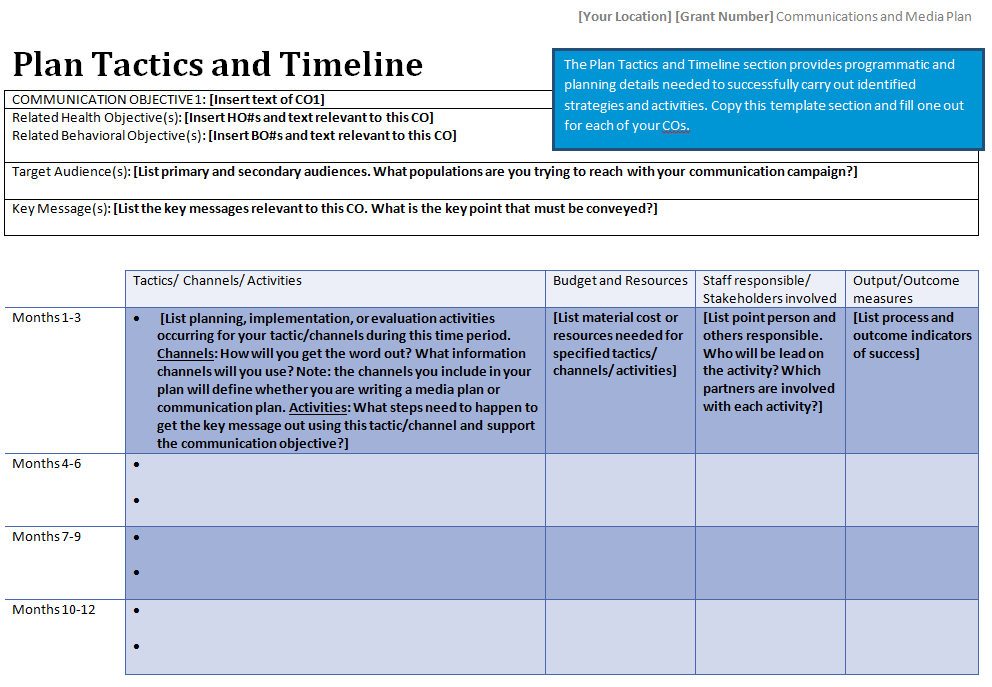 [Your Location] [Grant Number] Communications and Media Plan
Plan Tactics and Timeline
The Plan Tactics and Timeline section provides programmatic and
planning details needed to successfully carry out identified
strategies and activities. Copy this template section and fill one out
for each of your COs.
COMMUNICATION OBJECTIVE 1: [Insert text of CO1]
Related Health Objective(s): [Insert HO#s and text relevant to this CO]
Related Behavioral Objective(s): [Insert BO#s and text relevant to this CO]
Target Audience(s): [List primary and secondary audiences. What populations are you trying to reach with your communication campaign?]
Key Message(s): [List the key messages relevant to this CO. What is the key point that must be conveyed?]
Tactics/ Channels/ Activities
Budget and Resources
Staff responsible/
Stakeholders involved
Output/Outcome
measures
Months 1-3
• [List planning, implementation, or evaluation activities
occurring for your tactic/channels during this time period.
Channels: How will you get the word out? What information
channels will you use? Note: the channels you include in your
plan will define whether you are writing a media plan or
communication plan. Activities: What steps need to happen to
get the key message out using this tactic/channel and support
the communication objective?]
[List material cost or
resources needed for
specified tactics/
channels/activities]
[List point person and
others responsible.
Who will be lead on
the activity? Which
partners are involved
with each activity?]
[List process and
outcome indicators
of success]
Months 4-6
•
•
Months 7-9
•
•
Months 10-12
•
•